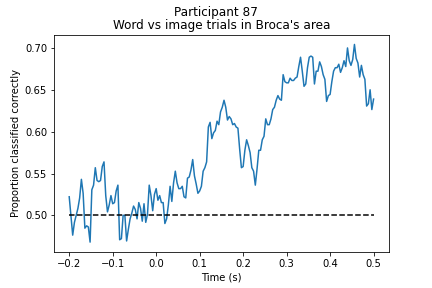 Participant 87
Word vs image trials in Broca's area
Proportion classified correctly
0.70
0.65
0.60
0.55
0.50
−0.2 −0.1 0.0 0.1 0.2 0.3 0.4 0.5
Time (s)